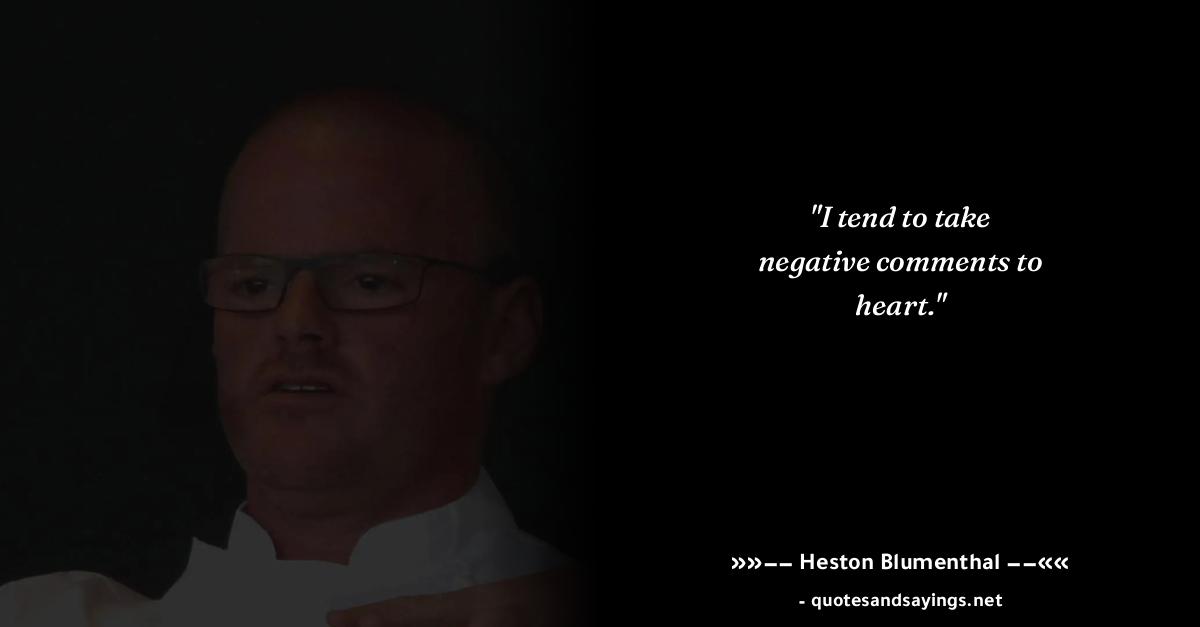 "I tend to take
negative comments to
heart."
»»−− Heston Blumenthal −−««
- quotesandsayings.net